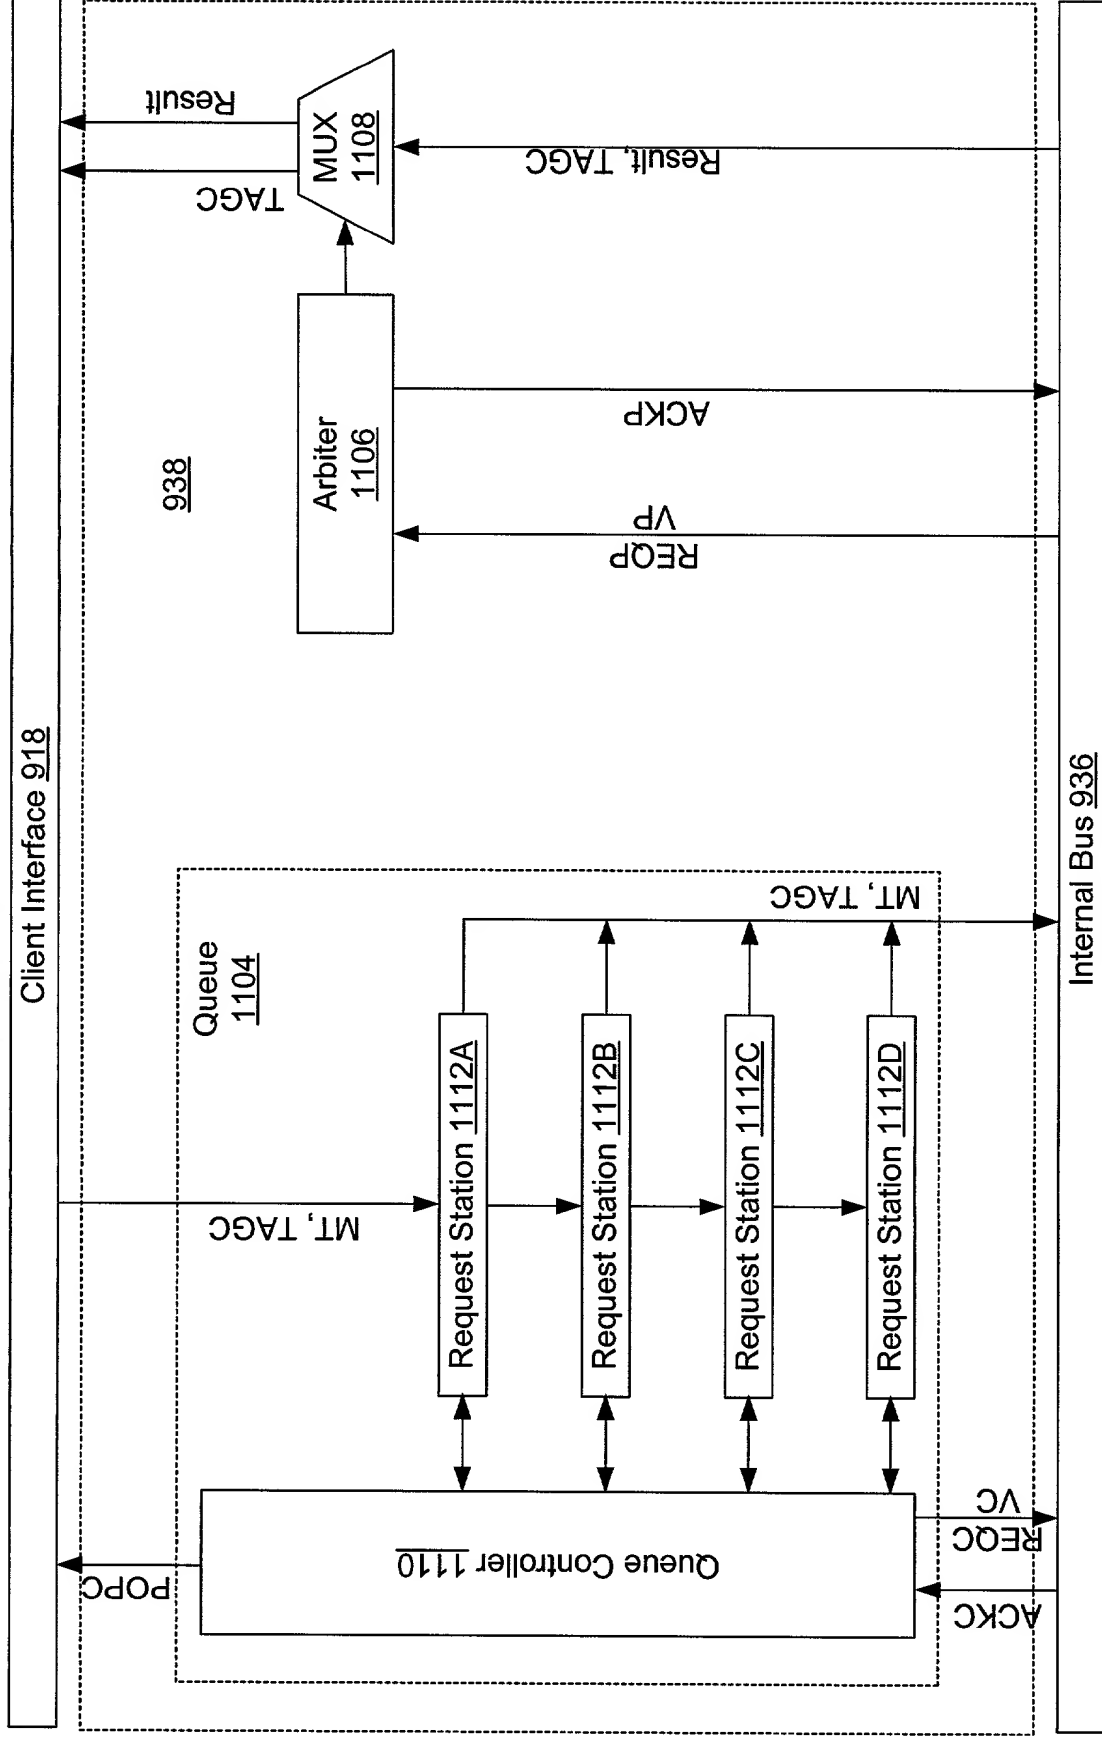 Client Interface 918
POPC
MT, TAGC
TAGC
Result
938
Queue
1104
Queue Controller 1110
Request Station 1112A
Request Station 1112B
Request Station 1112C
Request Station 1112D
MT, TAGC
Arbiter
1106
MUX
1108
REQP
VP
ACKP
Result, TAGC
ACKC
REQC
VC
Internal Bus 936